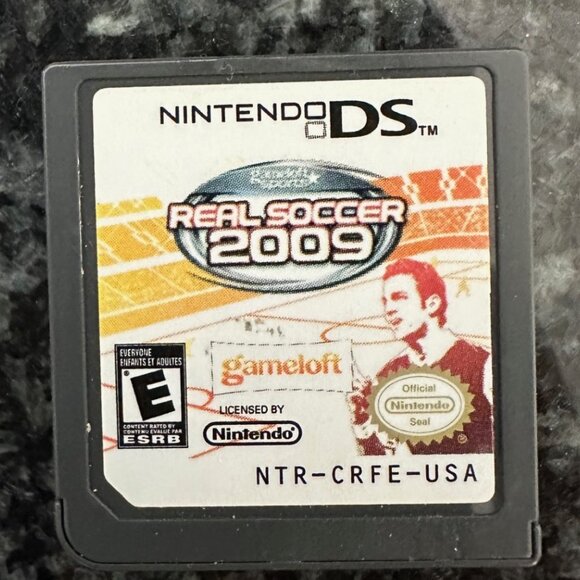 NINTENDO DS™
gameloft
sports
REAL SOCCER
2009
EVERYONE
ENFANTS ET ADULTES
E
CONTENT RATED BY
CONTENU ÉVALUÉ PAR
ESRB
gameloft
LICENSED BY
Nintendo®
Official
Nintendo
Seal
®
NTR-CRFE-USA